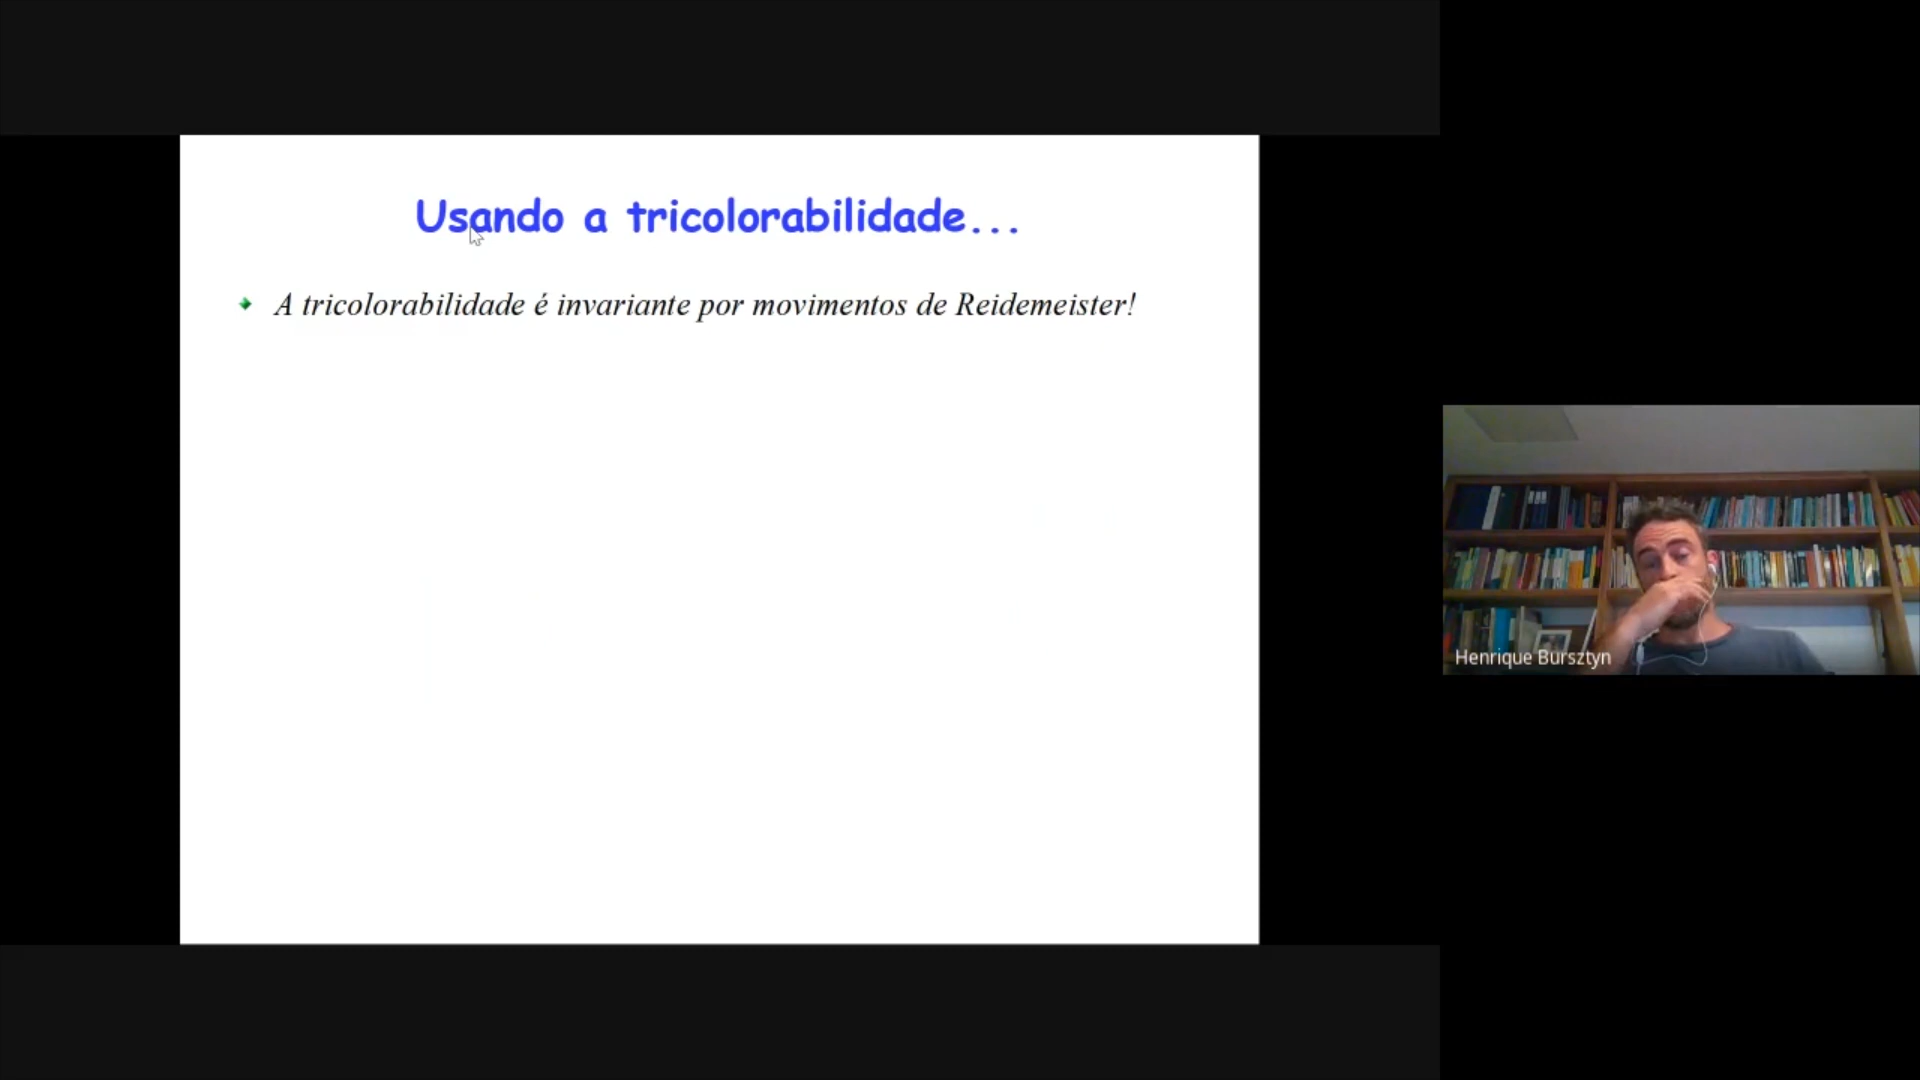 Usando a tricolorabilidade...
A tricolorabilidade é invariante por movimentos de Reidemeister!
Henrique Bursztyn